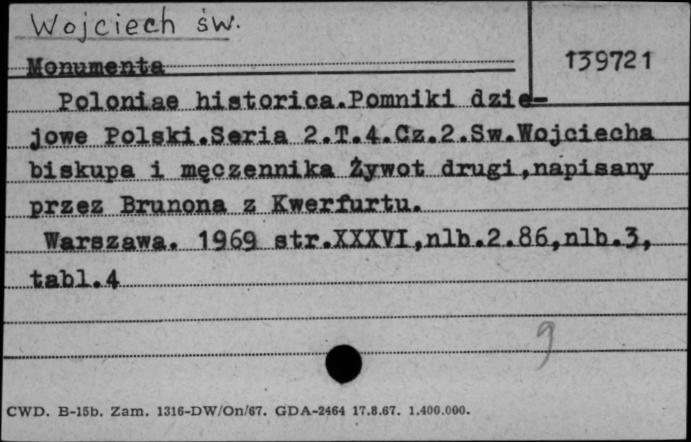 Wojciech św.
139721
Monumenta
Poloniae historica.Pomniki dzie-
jowe Polski.Seria 2.T.4.Cz.2.Sw.Wojciecha
biskupa i męczennika Żywot drugi,napisany
przez Brunona z Kwerfurtu.
Warszawa. 1969 str.XXXVI,nlb.2.86,nlb.3,
tabl.4
9
CWD. B-15b. Zam. 1316-DW/On/67. GDA-2464 17.8.67. 1.400.000.